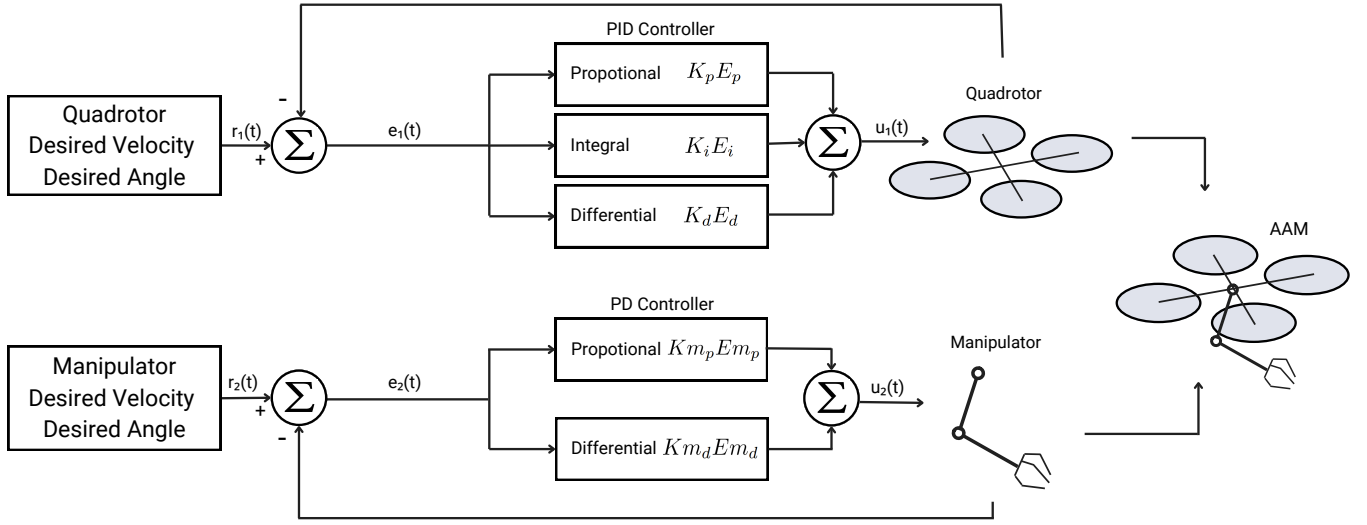 PID Controller
Propotional K_pE_p
Quadrotor
-
Quadrotor
Desired Velocity
Desired Angle
r₁(t)
+
Σ
e₁(t)
Integral K_iE_i
Σ
u₁(t)
Differential K_dE_d
AAM
PD Controller
Propotional Km_pEm_p
Manipulator
Manipulator
Desired Velocity
Desired Angle
r₂(t)
+
-
Σ
e₂(t)
Σ
u₂(t)
Differential Km_dEm_d